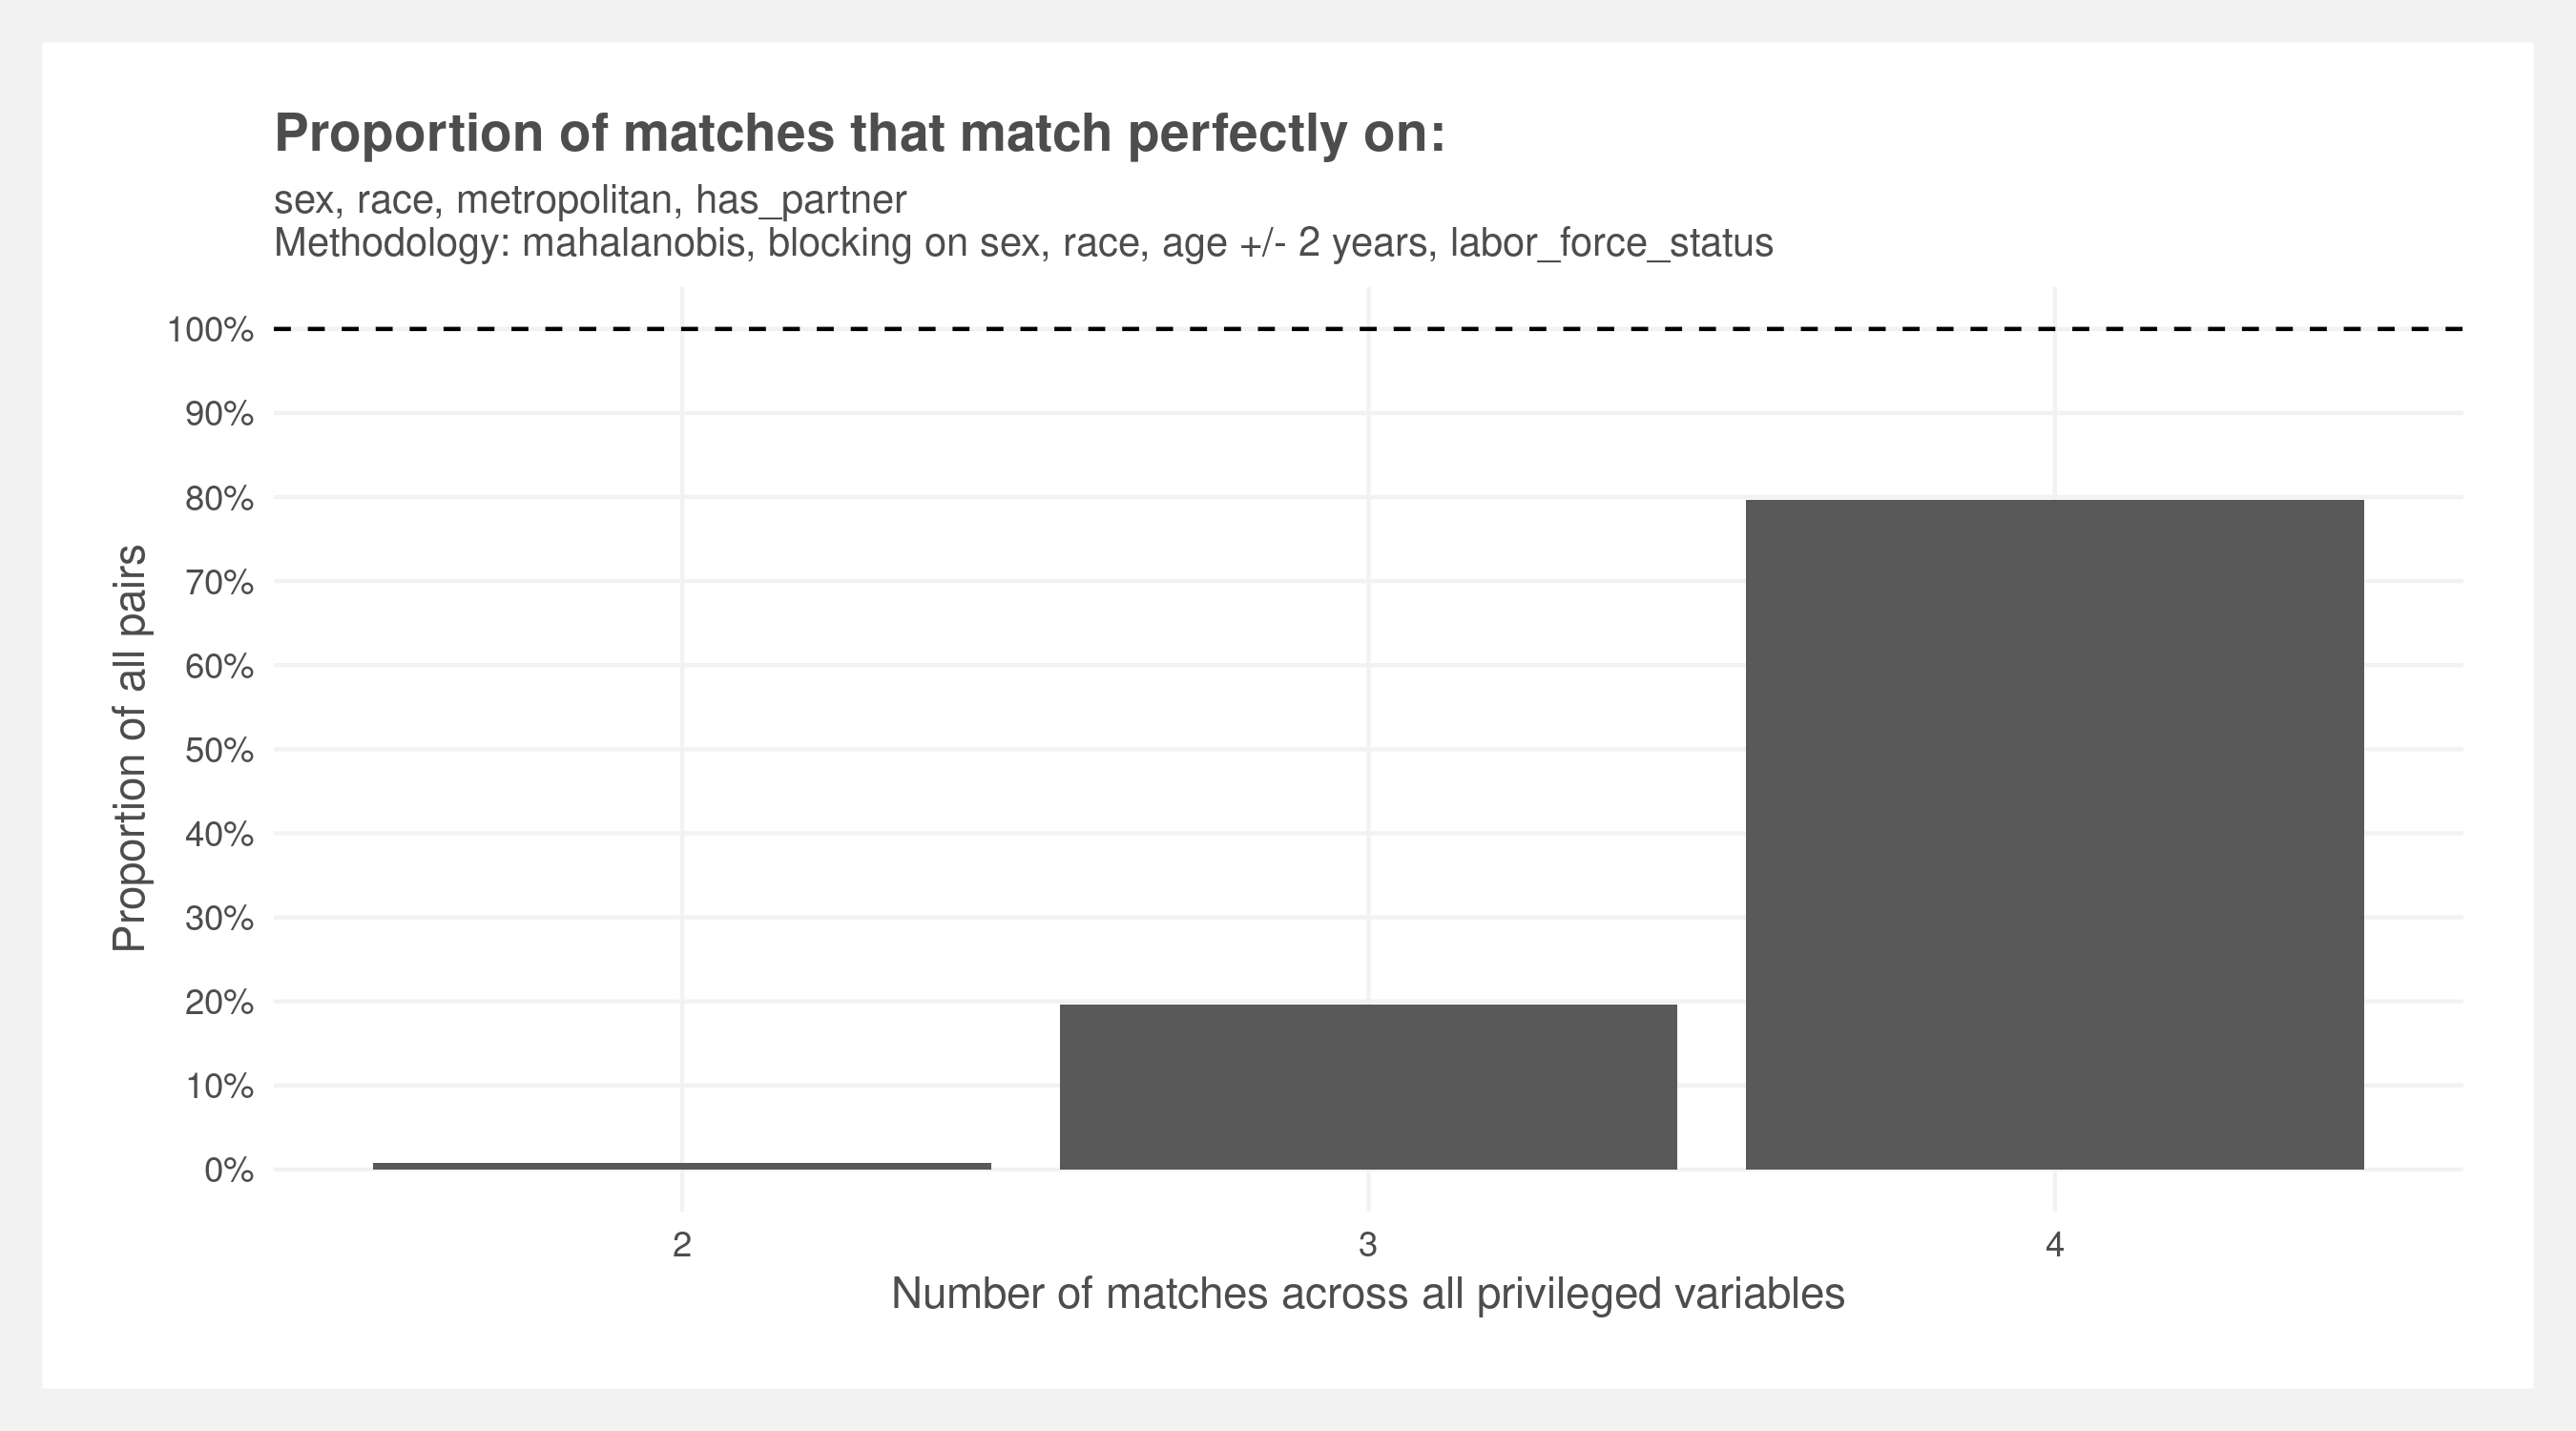 Proportion of matches that match perfectly on:
sex, race, metropolitan, has_partner
Methodology: mahalanobis, blocking on sex, race, age +/- 2 years, labor_force_status
Proportion of all pairs
100%
90%
80%
70%
60%
50%
40%
30%
20%
10%
0%
2 3 4
Number of matches across all privileged variables